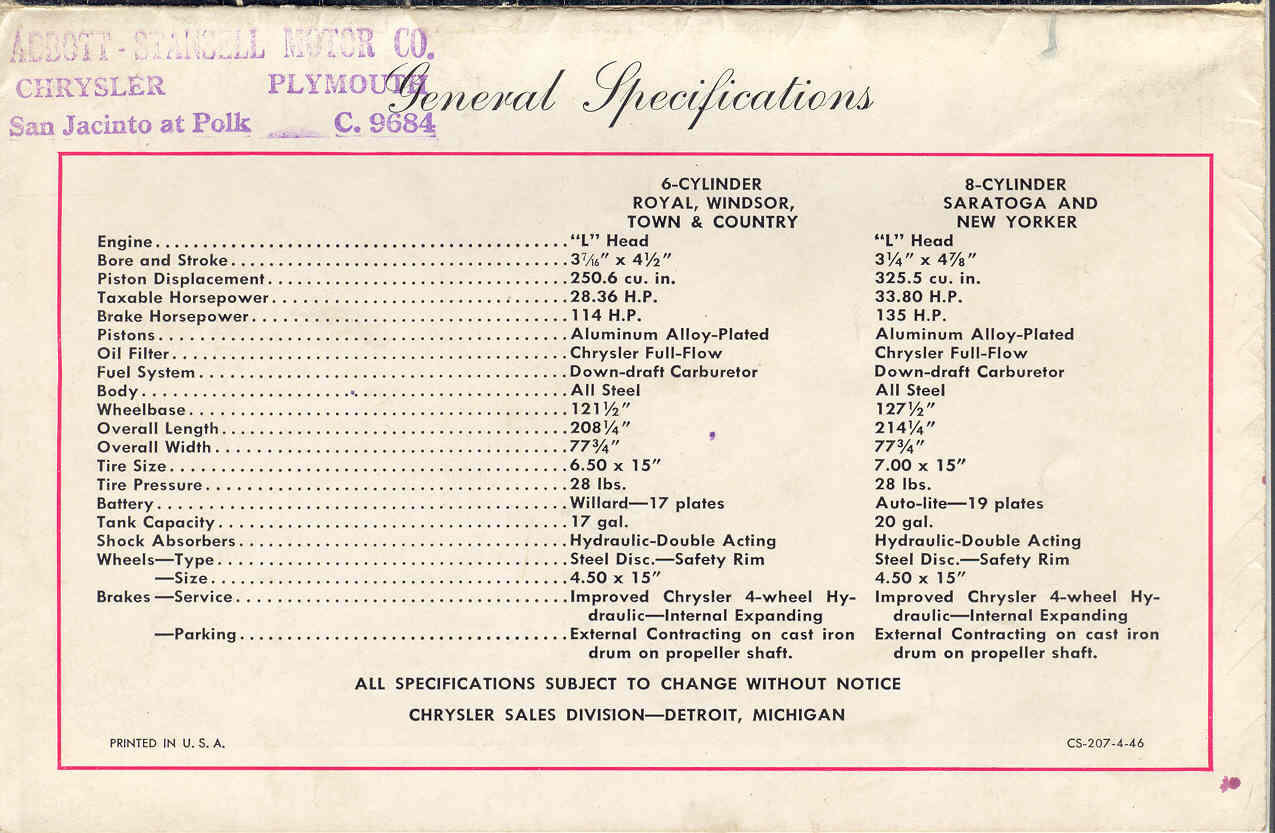 ABBOTT-STANSELL MOTOR CO.
CHRYSLER PLYMOUTH
San Jacinto at Polk C. 9684
General Specifications
6-CYLINDER ROYAL, WINDSOR, TOWN & COUNTRY
8-CYLINDER SARATOGA AND NEW YORKER
Engine............................................"L" Head "L" Head
Bore and Stroke....................................3 7/16" x 4½" 3¼" x 4⅞"
Piston Displacement................................250.6 cu. in. 325.5 cu. in.
Taxable Horsepower................................28.36 H.P. 33.80 H.P.
Brake Horsepower..................................114 H.P. 135 H.P.
Pistons............................................Aluminum Alloy-Plated Aluminum Alloy-Plated
Oil Filter..........................................Chrysler Full-Flow Chrysler Full-Flow
Fuel System........................................Down-draft Carburetor Down-draft Carburetor
Body..............................................All Steel All Steel
Wheelbase.........................................121½" 127½"
Overall Length.....................................208¼" 214¼"
Overall Width......................................77¾" 77¾"
Tire Size...........................................6.50 x 15" 7.00 x 15"
Tire Pressure.......................................28 lbs. 28 lbs.
Battery............................................Willard—17 plates Auto-lite—19 plates
Tank Capacity......................................17 gal. 20 gal.
Shock Absorbers...................................Hydraulic-Double Acting Hydraulic-Double Acting
Wheels—Type.....................................Steel Disc.—Safety Rim Steel Disc.—Safety Rim
—Size......................................4.50 x 15" 4.50 x 15"
Brakes—Service...................................Improved Chrysler 4-wheel Hy- Improved Chrysler 4-wheel Hy-
draulic—Internal Expanding draulic—Internal Expanding
—Parking...................................External Contracting on cast iron External Contracting on cast iron
drum on propeller shaft. drum on propeller shaft.
ALL SPECIFICATIONS SUBJECT TO CHANGE WITHOUT NOTICE
CHRYSLER SALES DIVISION—DETROIT, MICHIGAN
PRINTED IN U. S. A. CS-207-4-46